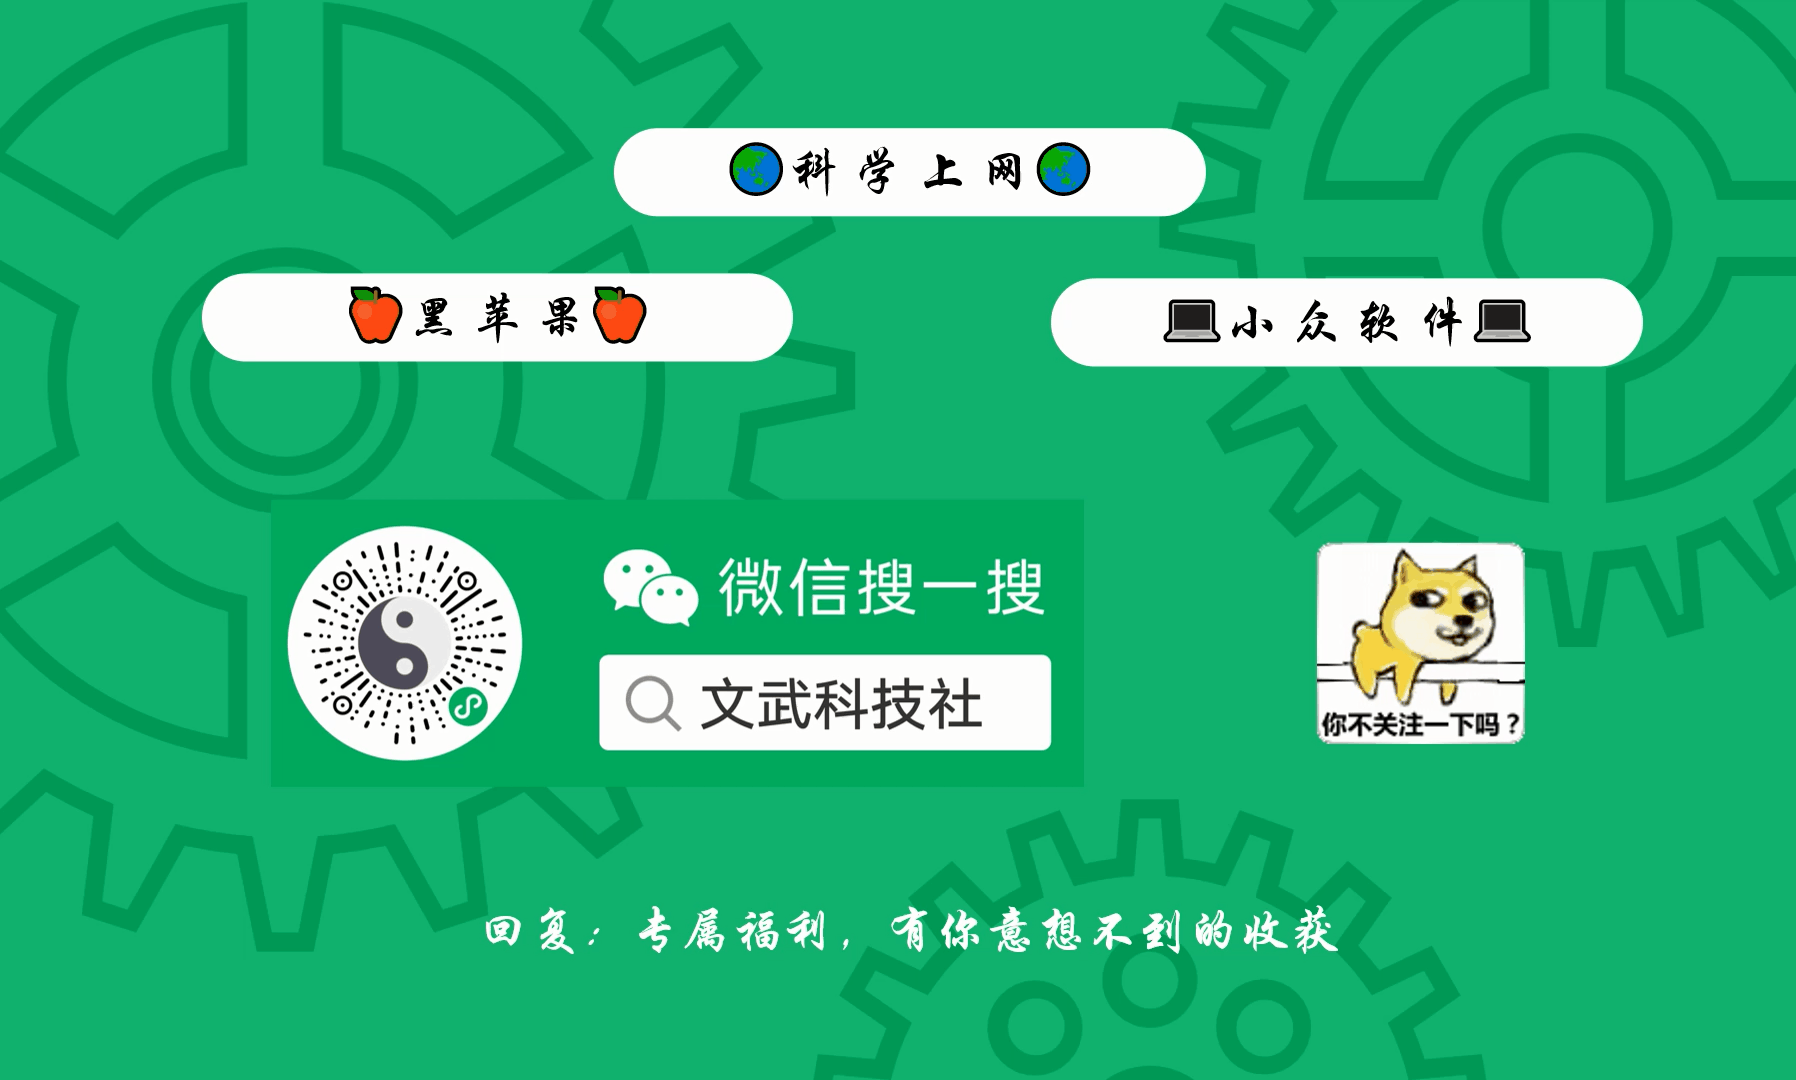 🌏科学上网🌏
🍎黑苹果🍎
💻小众软件💻
微信搜一搜
文武科技社
你不关注一下吗？
回复：专属福利，有你意想不到的收获